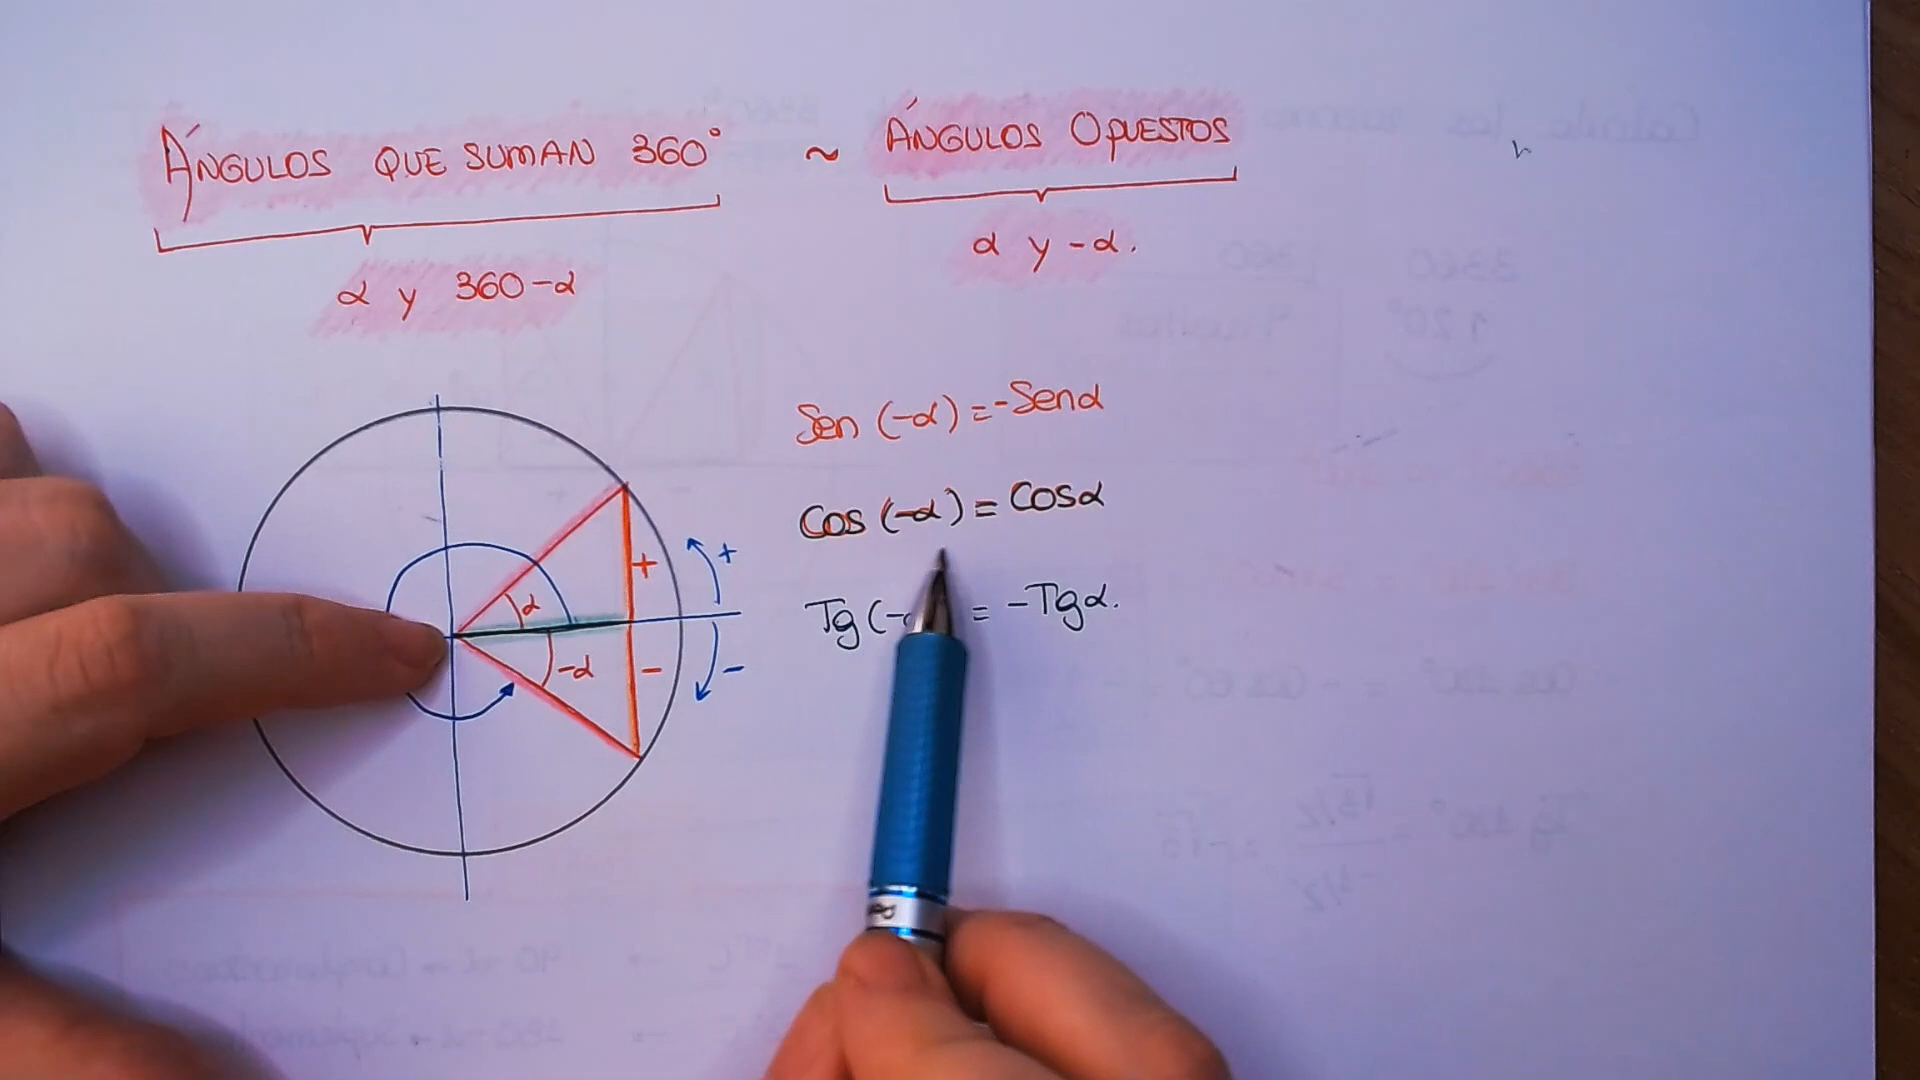 ÁNGULOS QUE SUMAN 360° ~ ÁNGULOS OPUESTOS
α y 360-α
α y -α.
Sen (-α) = -Senα
Cos (-α) = Cosα
Tg (- = -Tgα.
+
α
-α
-
+
-